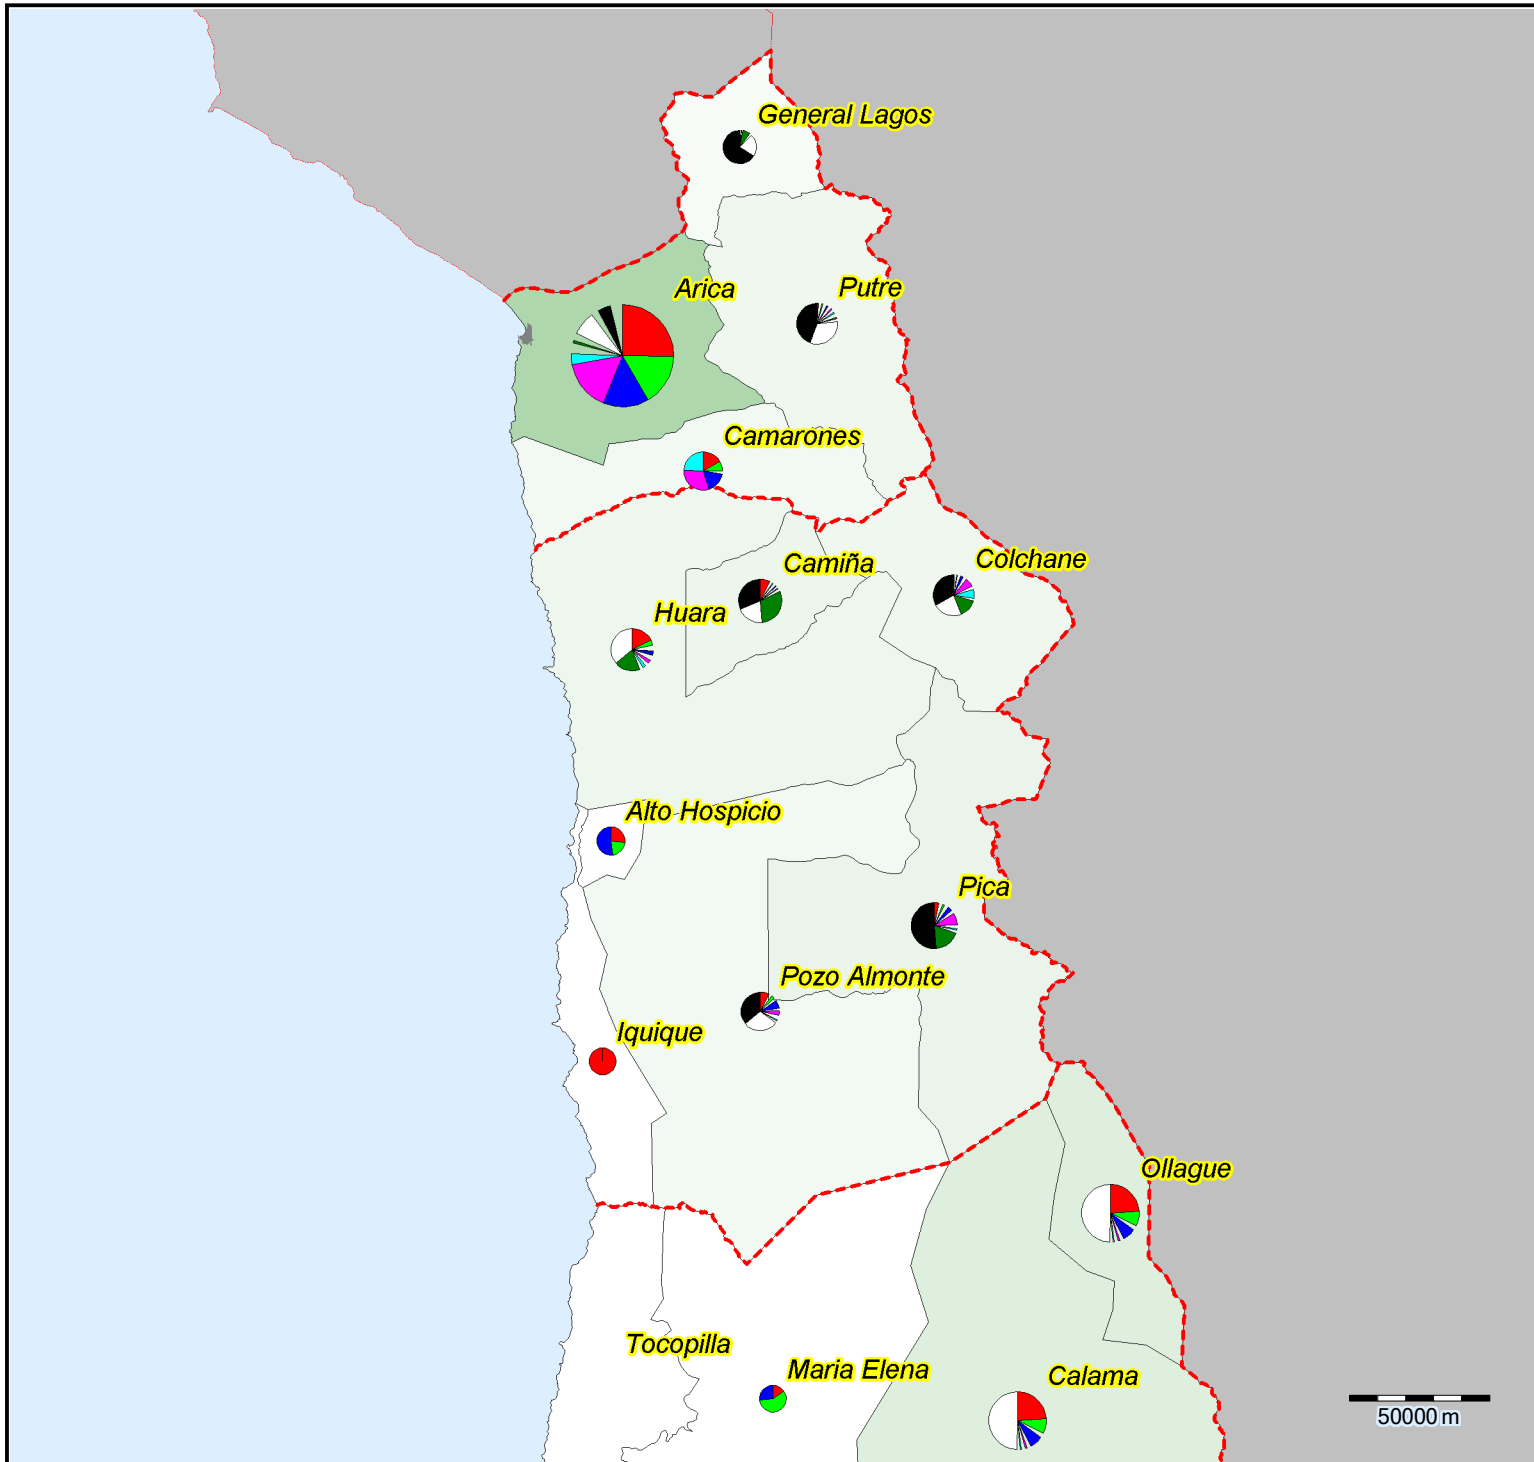 General Lagos
Arica
Putre
Camarones
Camiña
Colchane
Huara
Alto Hospicio
Pica
Pozo Almonte
Iquique
Ollague
Tocopilla
Maria Elena
Calama
50000 m